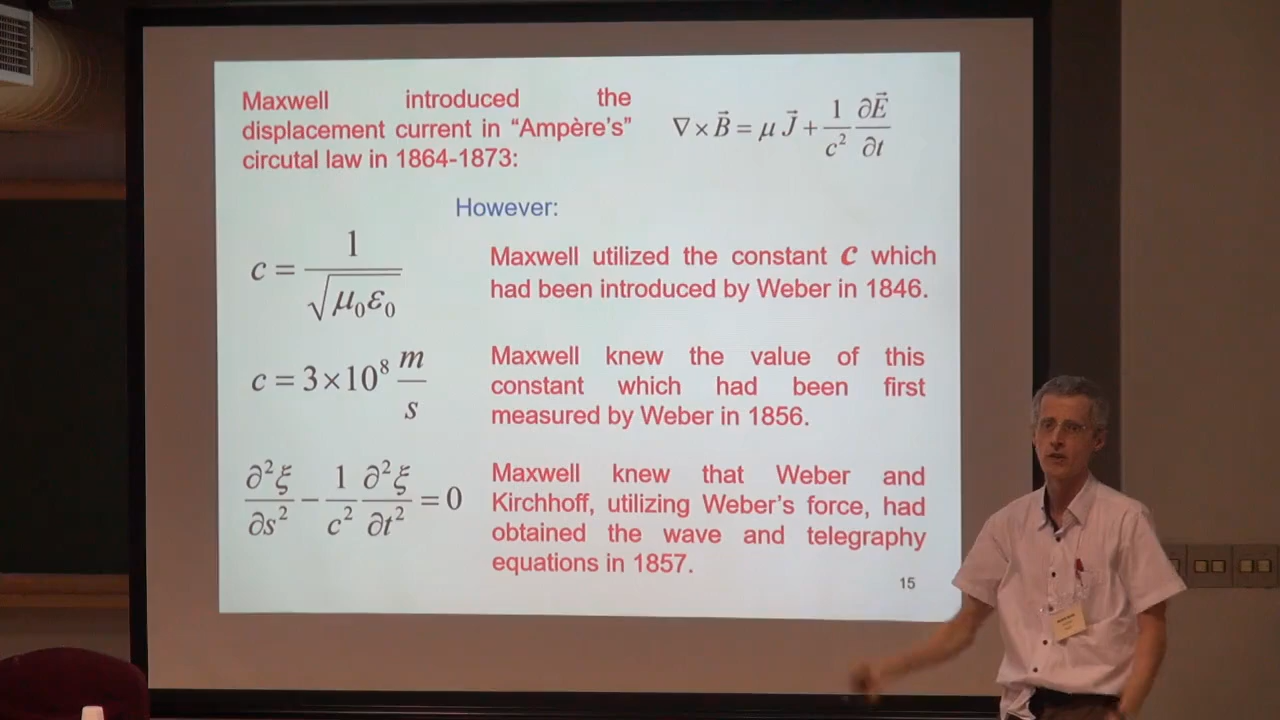 Maxwell introduced the
displacement current in “Ampère’s”
circutal law in 1864-1873:
∇ × B⃗ = μ J⃗ + 1/c² ∂E⃗/∂t
However:
c = 1/√(μ₀ε₀)
Maxwell utilized the constant c which
had been introduced by Weber in 1846.
c = 3×10⁸ m/s
Maxwell knew the value of this
constant which had been first
measured by Weber in 1856.
∂²ξ/∂s² − 1/c² ∂²ξ/∂t² = 0
Maxwell knew that Weber and
Kirchhoff, utilizing Weber’s force, had
obtained the wave and telegraphy
equations in 1857.
15